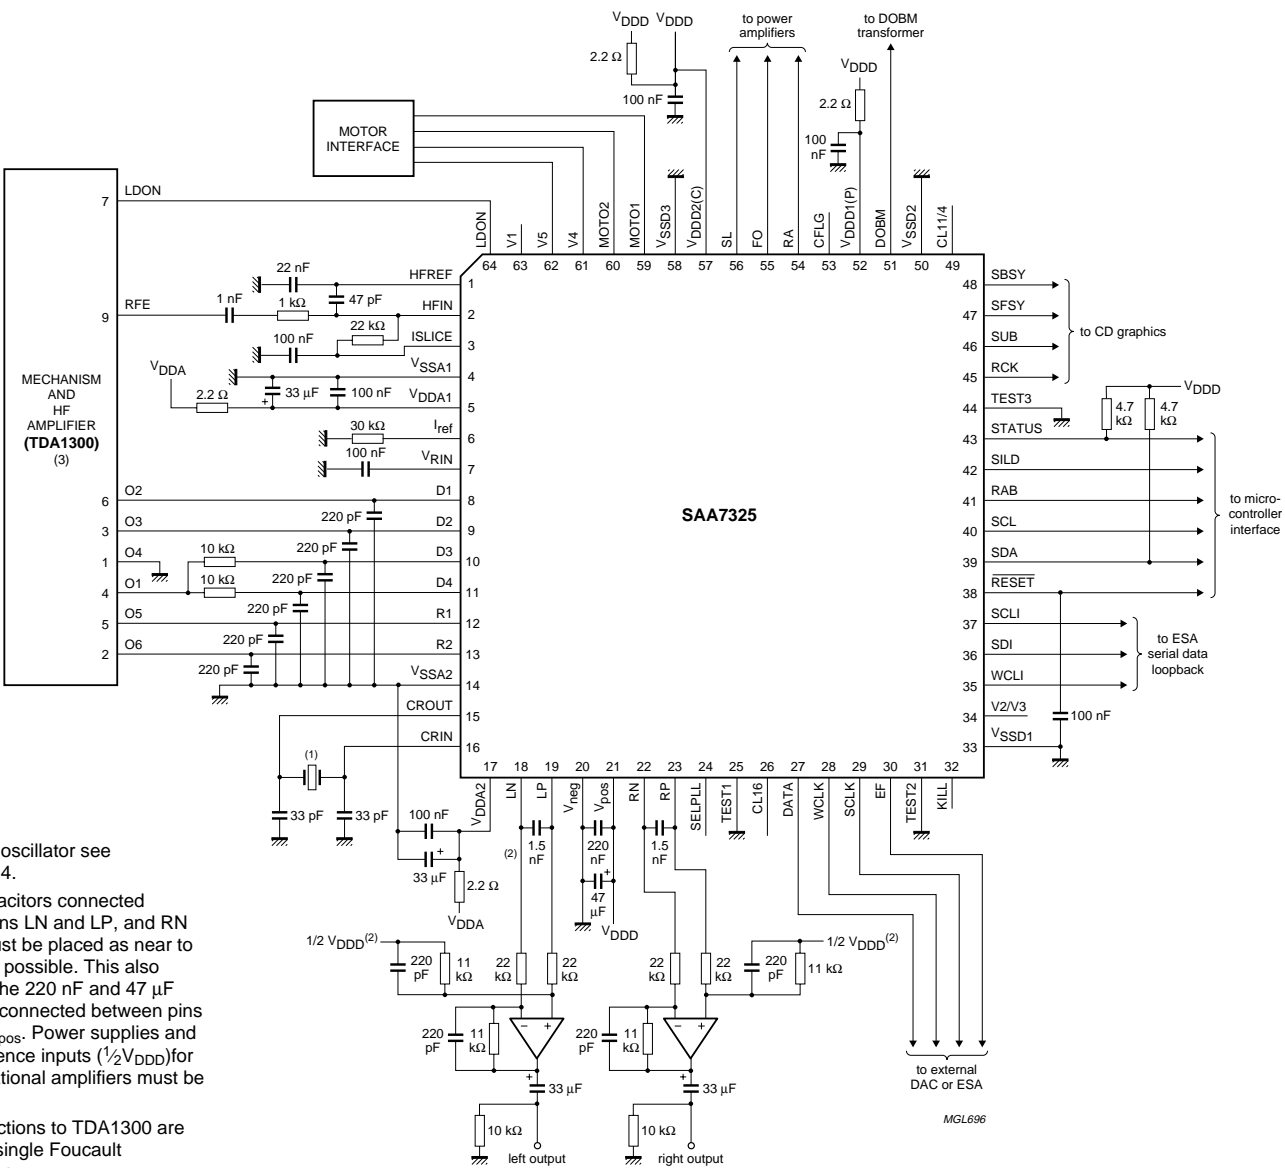 VDDD VDDD
2.2 Ω
100 nF
to power
amplifiers
to DOBM
transformer
VDDD
2.2 Ω
100
nF
MOTOR
INTERFACE
MECHANISM
AND
HF
AMPLIFIER
(TDA1300)
(3)
7 LDON
9 RFE
6 O2
3 O3
1 O4
4 O1
5 O5
2 O6
22 nF
47 pF
1 nF
1 kΩ
22 kΩ
100 nF
VDDA
2.2 Ω
33 μF
+
100 nF
30 kΩ
100 nF
220 pF
220 pF
10 kΩ
220 pF
10 kΩ
220 pF
220 pF
220 pF
LDON 64
V1 63
V5 62
V4 61
MOTO2 60
MOTO1 59
VSSD3 58
VDDD2(C) 57
SL 56
FO 55
RA 54
CFLG 53
VDDD1(P) 52
DOBM 51
VSSD2 50
CL11/4 49
HFREF 1
HFIN 2
ISLICE 3
VSSA1 4
VDDA1 5
Iref 6
VRIN 7
D1 8
D2 9
D3 10
D4 11
R1 12
R2 13
VSSA2 14
CROUT 15
CRIN 16
SAA7325
48 SBSY
47 SFSY
46 SUB
45 RCK
to CD graphics
44 TEST3
43 STATUS
42 SILD
41 RAB
40 SCL
39 SDA
38 RESET
4.7
kΩ
4.7
kΩ
VDDD
to micro-
controller
interface
37 SCLI
36 SDI
35 WCLI
to ESA
serial data
loopback
34 V2/V3
33 VSSD1
100 nF
17 VDDA2
18 LN
19 LP
20 Vneg
21 Vpos
22 RN
23 RP
24 SELPLL
25 TEST1
26 CL16
27 DATA
28 WCLK
29 SCLK
30 EF
31 TEST2
32 KILL
(1)
33 pF
33 pF
100 nF
33 μF
+
2.2 Ω
VDDA
(2)
1.5
nF
220
nF
+
47
μF
VDDD
1.5
nF
1/2 VDDD(2)
220
pF
11
kΩ
22
kΩ
22
kΩ
22
kΩ
22
kΩ
220
pF
11 kΩ
1/2 VDDD(2)
220
pF
11
kΩ
− +
+
33 μF
10 kΩ
left output
220
pF
11
kΩ
− +
+
33 μF
10 kΩ
right output
to external
DAC or ESA
MGL696
oscillator see
4.
acitors connected
ns LN and LP, and RN
ust be placed as near to
possible. This also
he 220 nF and 47 μF
connected between pins
pos. Power supplies and
ence inputs (½VDDD)for
ational amplifiers must be
ctions to TDA1300 are
single Foucault